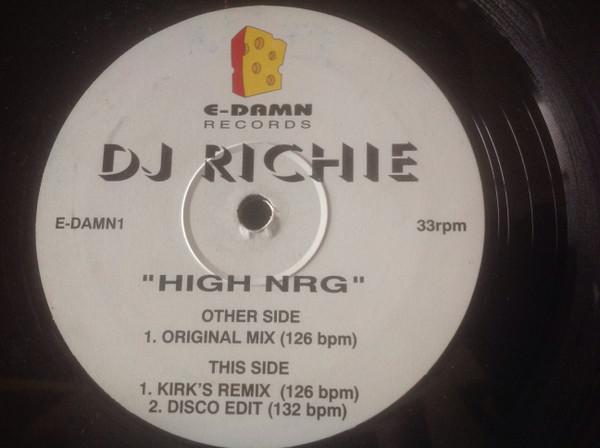 E-DAMN
RECORDS
DJ RICHIE
E-DAMN1 33rpm
"HIGH NRG"
OTHER SIDE
1. ORIGINAL MIX (126 bpm)
THIS SIDE
1. KIRK'S REMIX (126 bpm)
2. DISCO EDIT (132 bpm)